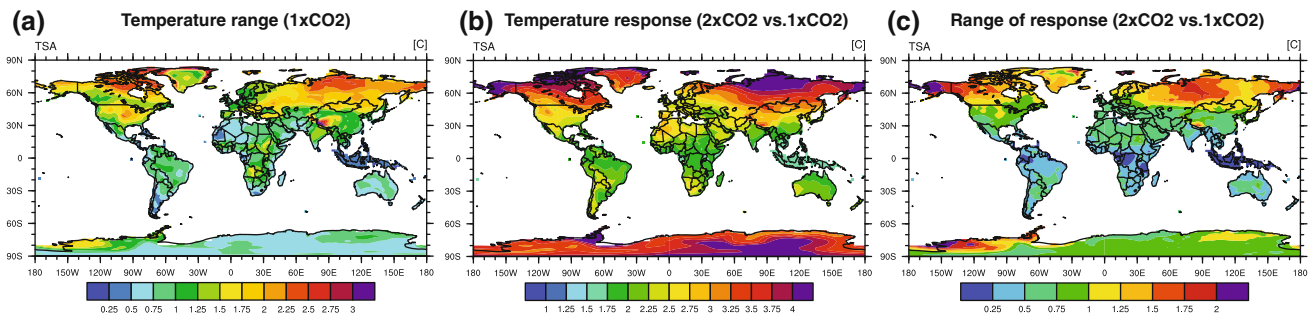 (a) Temperature range (1xCO2)
TSA [C]
90N
60N
30N
0
30S
60S
90S
180 150W 120W 90W 60W 30W 0 30E 60E 90E 120E 150E 180
0.25 0.5 0.75 1 1.25 1.5 1.75 2 2.25 2.5 2.75 3
(b) Temperature response (2xCO2 vs.1xCO2)
TSA [C]
90N
60N
30N
0
30S
60S
90S
180 150W 120W 90W 60W 30W 0 30E 60E 90E 120E 150E 180
1 1.25 1.5 1.75 2 2.25 2.5 2.75 3 3.25 3.5 3.75 4
(c) Range of response (2xCO2 vs.1xCO2)
TSA [C]
90N
60N
30N
0
30S
60S
90S
180 150W 120W 90W 60W 30W 0 30E 60E 90E 120E 150E 180
0.25 0.5 0.75 1 1.25 1.5 1.75 2